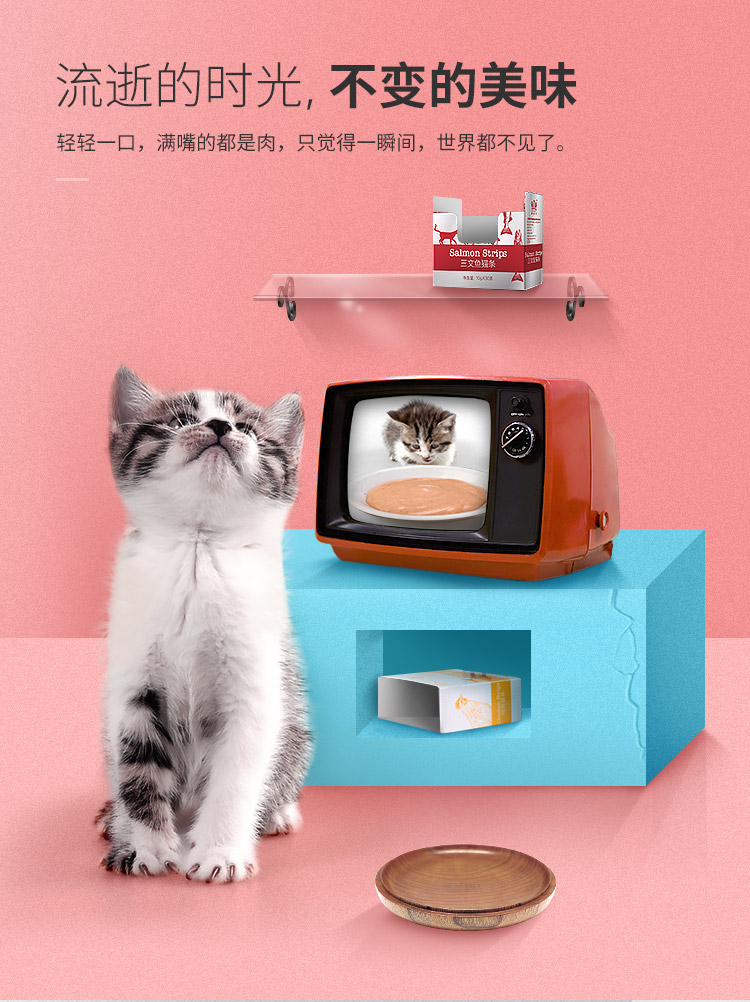 流逝的时光, 不变的美味
轻轻一口，满嘴的都是肉，只觉得一瞬间，世界都不见了。
Salmon Strips
三文鱼猫条